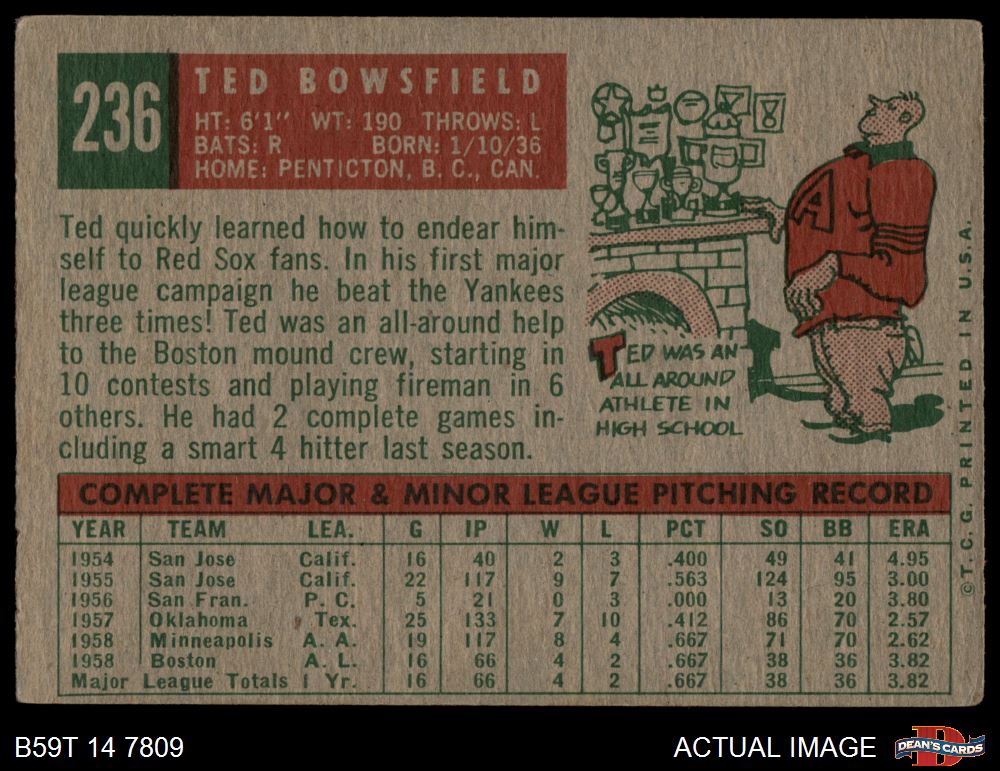 236
TED BOWSFIELD
HT: 6'1" WT: 190 THROWS: L
BATS: R BORN: 1/10/36
HOME: PENTICTON, B. C., CAN.
Ted quickly learned how to endear him-
self to Red Sox fans. In his first major
league campaign he beat the Yankees
three times! Ted was an all-around help
to the Boston mound crew, starting in
10 contests and playing fireman in 6
others. He had 2 complete games in-
cluding a smart 4 hitter last season.
A
TED WAS AN
ALL AROUND
ATHLETE IN
HIGH SCHOOL
COMPLETE MAJOR & MINOR LEAGUE PITCHING RECORD
YEAR TEAM LEA. G IP W L PCT SO BB ERA
1954 San Jose Calif. 16 40 2 3 .400 49 41 4.95
1955 San Jose Calif. 22 117 9 7 .563 124 95 3.00
1956 San Fran. P. C. 5 21 0 3 .000 13 20 3.80
1957 Oklahoma Tex. 25 133 7 10 .412 86 70 2.57
1958 Minneapolis A. A. 19 117 8 4 .667 71 70 2.62
1958 Boston A. L. 16 66 4 2 .667 38 36 3.82
Major League Totals 1 Yr. 16 66 4 2 .667 38 36 3.82
©T. C. G. PRINTED IN U.S.A.
B59T 14 7809
ACTUAL IMAGE
D
DEAN'S CARDS